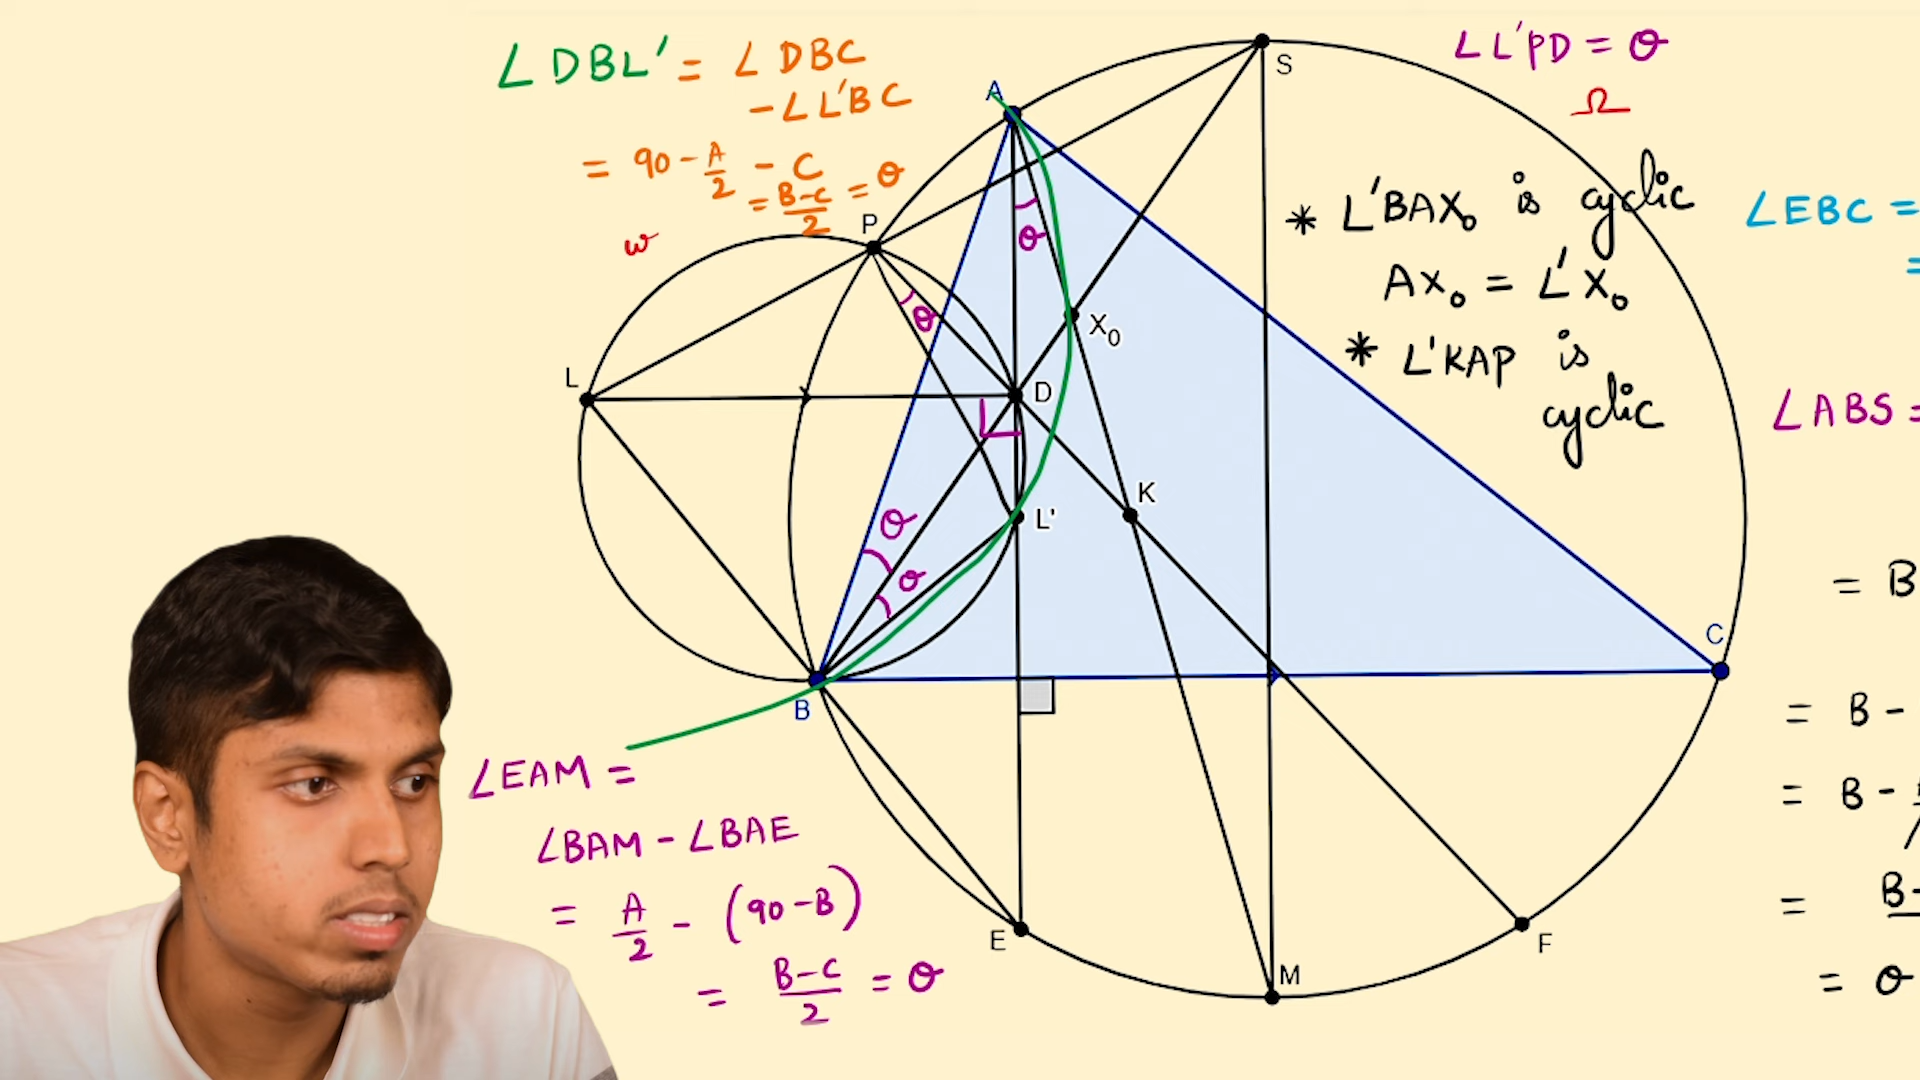 ∠DBL' = ∠DBC
- ∠L'BC
= 90 - A/2 - C
= B-C/2 = θ
ω
∠L'PD = θ
Ω
* L'BAX₀ is cyclic
AX₀ = L'X₀
* L'KAP is
cyclic
∠EBC =
=
∠ABS =
= B
= B -
= B -
= B-
= θ
S
A
θ
P
θ
X₀
L
D
K
L'
θ
θ
C
B
E
M
F
∠EAM =
∠BAM - ∠BAE
= A/2 - (90-B)
= B-C/2 = θ